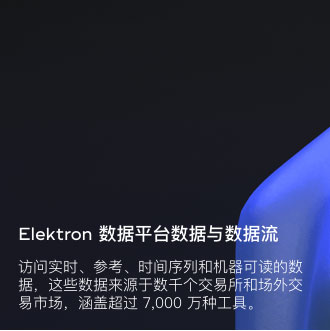 Elektron 数据平台数据与数据流
访问实时、参考、时间序列和机器可读的数
据，这些数据来源于数千个交易所和场外交
易市场，涵盖超过 7,000 万种工具。